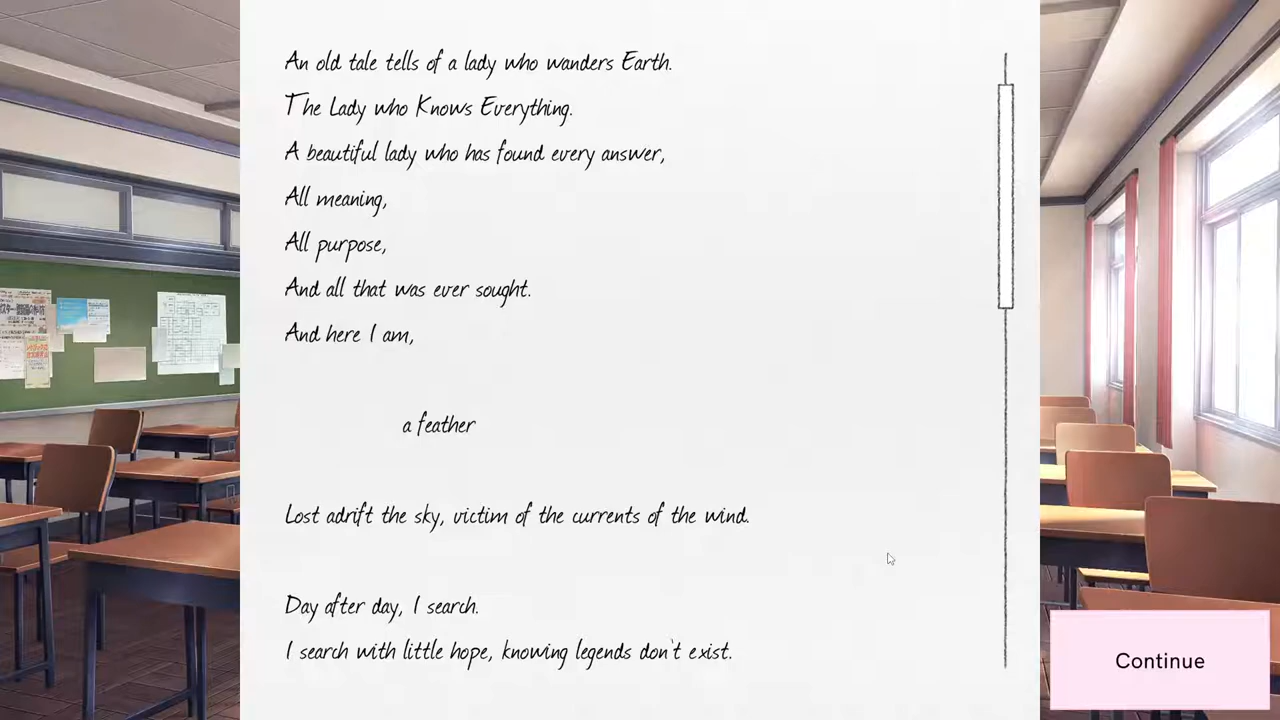 An old tale tells of a lady who wanders Earth.
The Lady who Knows Everything.
A beautiful lady who has found every answer,
All meaning,
All purpose,
And all that was ever sought.
And here I am,
a feather
Lost adrift the sky, victim of the currents of the wind.
Day after day, I search.
I search with little hope, knowing legends don't exist.
Continue